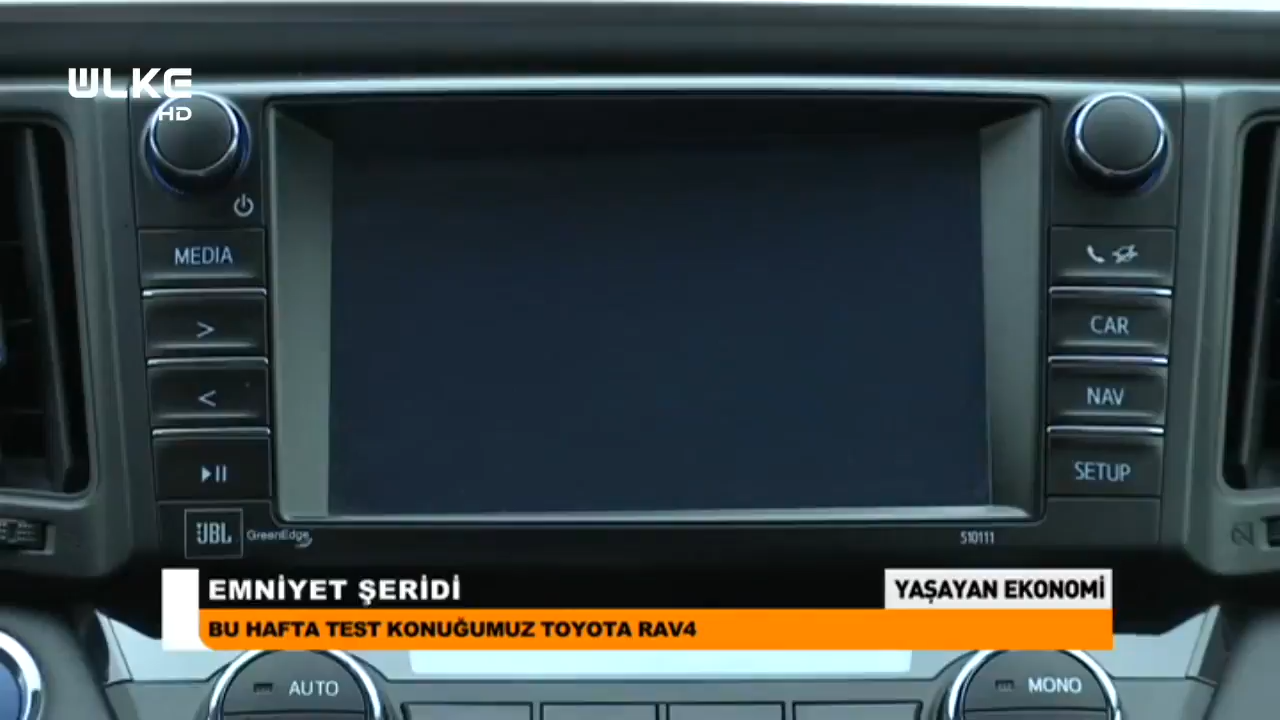 ULKE
HD
MEDIA
>
<
JBL
GreenEdge
CAR
NAV
SETUP
510111
EMNİYET ŞERİDİ
YAŞAYAN EKONOMİ
BU HAFTA TEST KONUĞUMUZ TOYOTA RAV4
AUTO
MONO